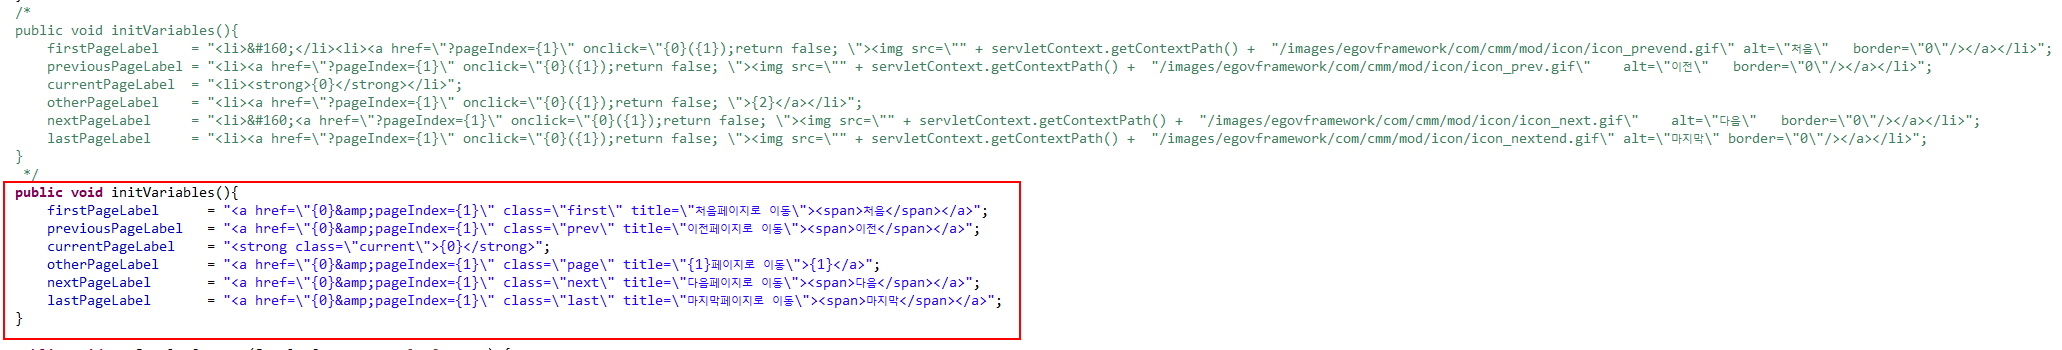 /*
public void initVariables(){
    firstPageLabel    = "<li>&#160;</li><li><a href=\"?pageIndex={1}\" onclick=\"{0}({1});return false; \"><img src=\"" + servletContext.getContextPath() +  "/images/egovframework/com/cmm/mod/icon/icon_prevend.gif\" alt=\"처음\"   border=\"0\"/></a></li>";
    previousPageLabel = "<li><a href=\"?pageIndex={1}\" onclick=\"{0}({1});return false; \"><img src=\"" + servletContext.getContextPath() +  "/images/egovframework/com/cmm/mod/icon/icon_prev.gif\"    alt=\"이전\"   border=\"0\"/></a></li>";
    currentPageLabel  = "<li><strong>{0}</strong></li>";
    otherPageLabel    = "<li><a href=\"?pageIndex={1}\" onclick=\"{0}({1});return false; \">{2}</a></li>";
    nextPageLabel     = "<li>&#160;<a href=\"?pageIndex={1}\" onclick=\"{0}({1});return false; \"><img src=\"" + servletContext.getContextPath() +  "/images/egovframework/com/cmm/mod/icon/icon_next.gif\"    alt=\"다음\"   border=\"0\"/></a></li>";
    lastPageLabel     = "<li><a href=\"?pageIndex={1}\" onclick=\"{0}({1});return false; \"><img src=\"" + servletContext.getContextPath() +  "/images/egovframework/com/cmm/mod/icon/icon_nextend.gif\" alt=\"마지막\" border=\"0\"/></a></li>";
}
 */
public void initVariables(){
    firstPageLabel      = "<a href=\"{0}&amp;pageIndex={1}\" class=\"first\" title=\"처음페이지로 이동\"><span>처음</span></a>";
    previousPageLabel   = "<a href=\"{0}&amp;pageIndex={1}\" class=\"prev\" title=\"이전페이지로 이동\"><span>이전</span></a>";
    currentPageLabel    = "<strong class=\"current\">{0}</strong>";
    otherPageLabel      = "<a href=\"{0}&amp;pageIndex={1}\" class=\"page\" title=\"{1}페이지로 이동\">{1}</a>";
    nextPageLabel       = "<a href=\"{0}&amp;pageIndex={1}\" class=\"next\" title=\"다음페이지로 이동\"><span>다음</span></a>";
    lastPageLabel       = "<a href=\"{0}&amp;pageIndex={1}\" class=\"last\" title=\"마지막페이지로 이동\"><span>마지막</span></a>";
}